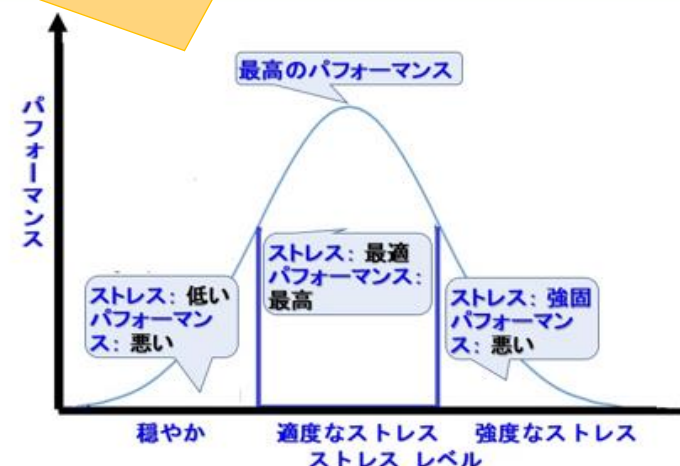 最高のパフォーマンス
パフォーマンス
ストレス: 最適
パフォーマンス:
最高
ストレス: 低い
パフォーマン
ス: 悪い
ストレス: 強固
パフォーマン
ス: 悪い
穏やか
適度なストレス
強度なストレス
ストレス レベル